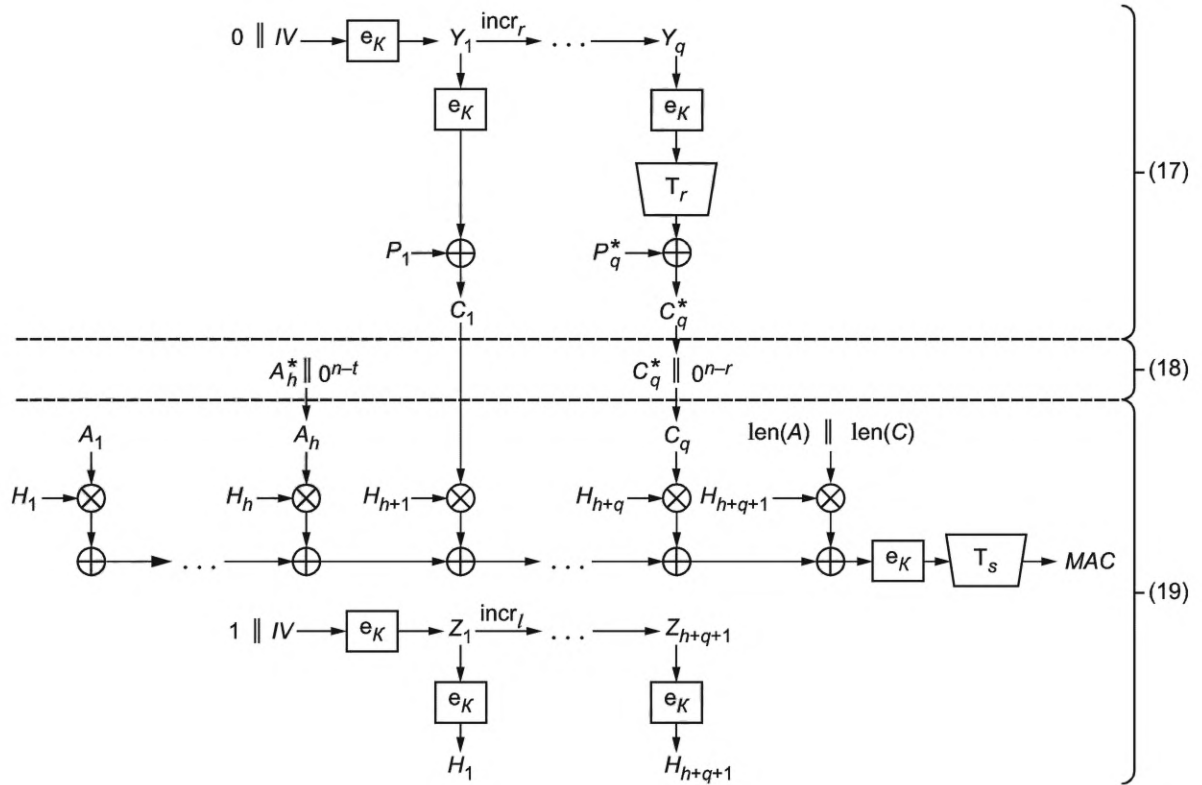 0 ‖ IV e_K Y_1 incr_r . . . Y_q
e_K e_K
T_r
(17)
P_1 P_q^*
C_1 C_q^*
A_h^* ‖ 0^{n–t} C_q^* ‖ 0^{n–r} (18)
A_1 A_h C_q len(A) ‖ len(C)
H_1 H_h H_{h+1} H_{h+q} H_{h+q+1}
. . . . . . e_K T_s MAC
(19)
1 ‖ IV e_K Z_1 incr_l . . . Z_{h+q+1}
e_K e_K
H_1 H_{h+q+1}